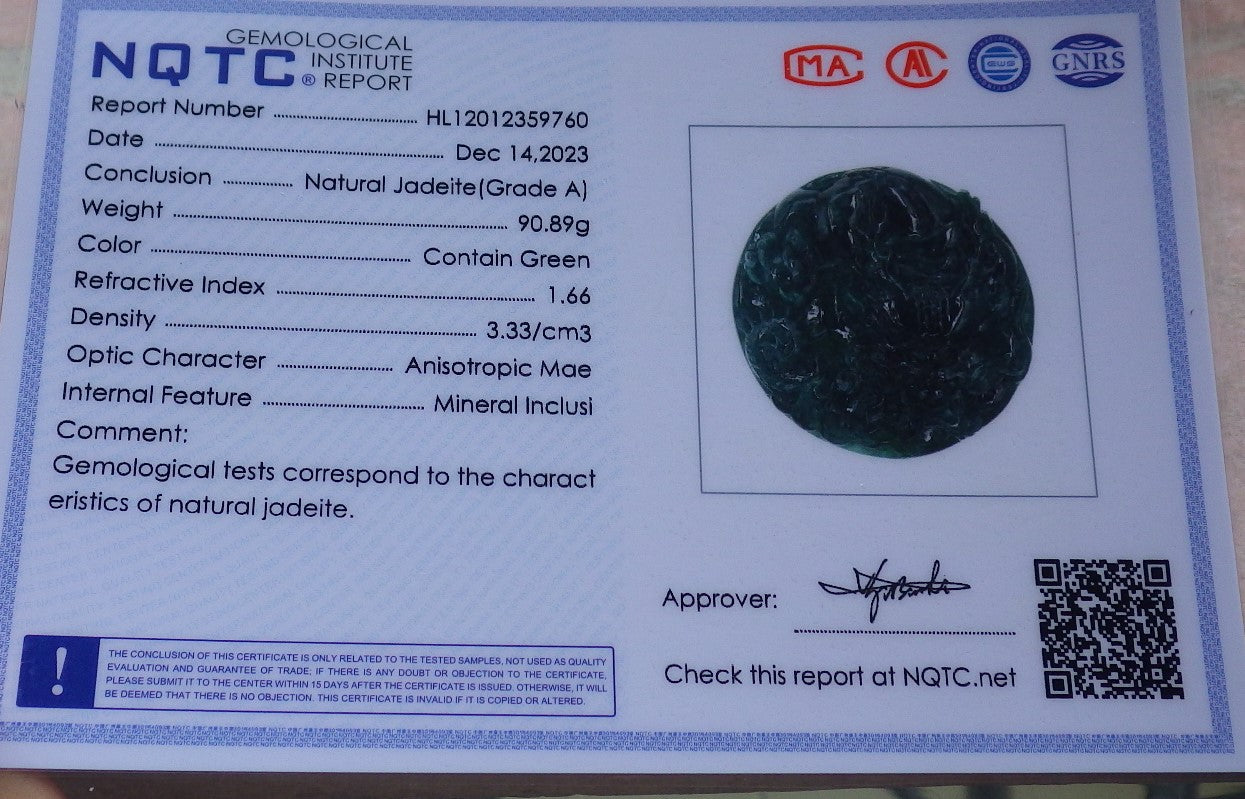 NQTC GEMOLOGICAL
INSTITUTE
® REPORT
Report Number HL12012359760
Date Dec 14,2023
Conclusion Natural Jadeite(Grade A)
Weight 90.89g
Color Contain Green
Refractive Index 1.66
Density 3.33/cm3
Optic Character Anisotropic Mae
Internal Feature Mineral Inclusi
Comment:
Gemological tests correspond to the charact
eristics of natural jadeite.
!
THE CONCLUSION OF THIS CERTIFICATE IS ONLY RELATED TO THE TESTED SAMPLES, NOT USED AS QUALITY
EVALUATION AND GUARANTEE OF TRADE; IF THERE IS ANY DOUBT OR OBJECTION TO THE CERTIFICATE,
PLEASE SUBMIT IT TO THE CENTER WITHIN 15 DAYS AFTER THE CERTIFICATE IS ISSUED. OTHERWISE, IT WILL
BE DEEMED THAT THERE IS NO OBJECTION. THIS CERTIFICATE IS INVALID IF IT IS COPIED OR ALTERED.
MA
GNRS
Approver:
Check this report at NQTC.net